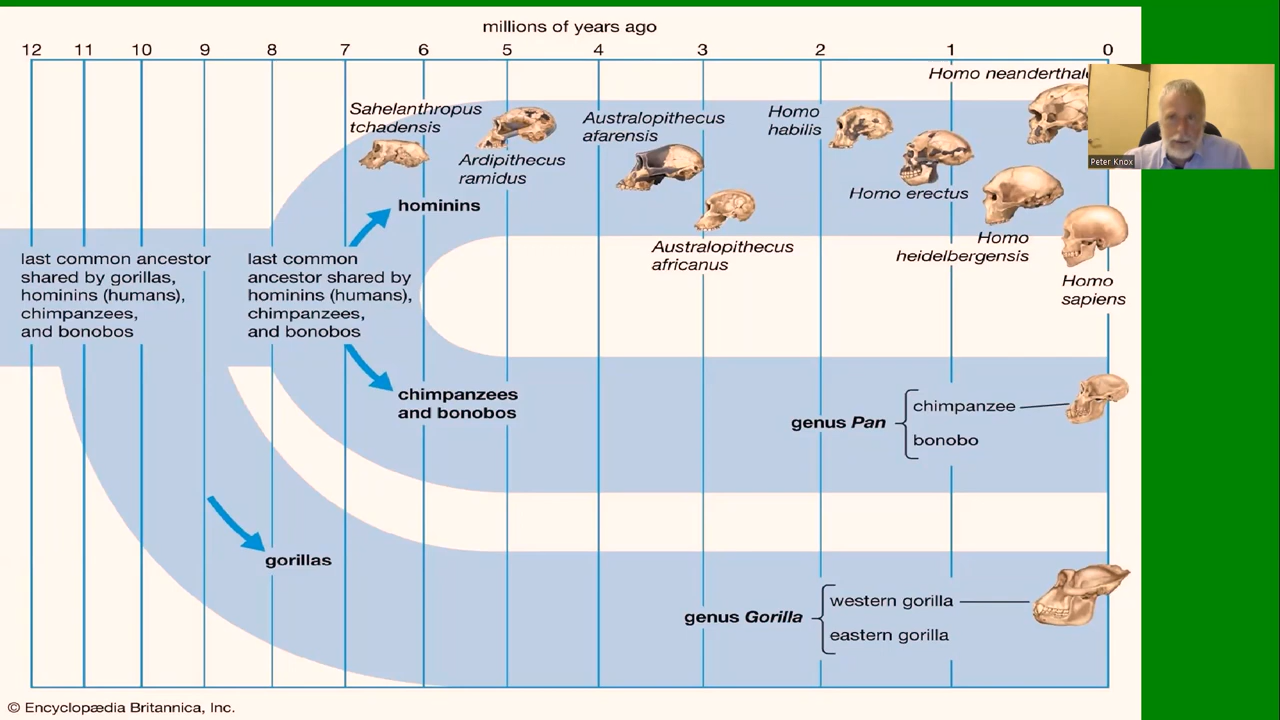 millions of years ago
12 11 10 9 8 7 6 5 4 3 2 1 0
Homo neanderthal
Sahelanthropus
tchadensis
Ardipithecus
ramidus
Australopithecus
afarensis
Australopithecus
africanus
Homo
habilis
Homo erectus
Homo
heidelbergensis
Homo
sapiens
Peter Knox
hominins
last common ancestor
shared by gorillas,
hominins (humans),
chimpanzees,
and bonobos
last common
ancestor shared by
hominins (humans),
chimpanzees,
and bonobos
chimpanzees
and bonobos
genus Pan
chimpanzee
bonobo
gorillas
genus Gorilla
western gorilla
eastern gorilla
© Encyclopædia Britannica, Inc.